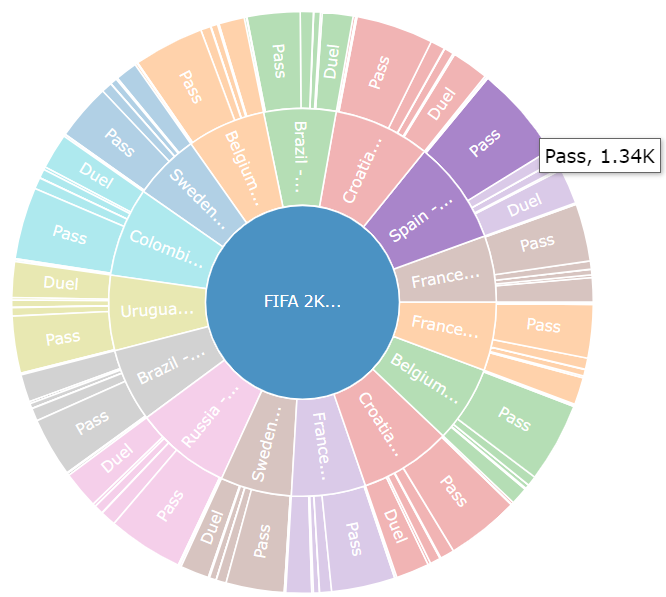 FIFA 2K...
Brazil -...
Croatia...
Spain -...
France...
France...
Belgium...
Croatia...
France...
Sweden...
Russia -...
Brazil -...
Urugua...
Colombi...
Sweden...
Belgium...
Pass
Duel
Pass
Duel
Pass
Duel
Pass
Pass
Pass
Pass
Duel
Pass
Pass
Duel
Pass
Duel
Pass
Pass
Duel
Pass
Duel
Pass
Pass
Pass, 1.34K